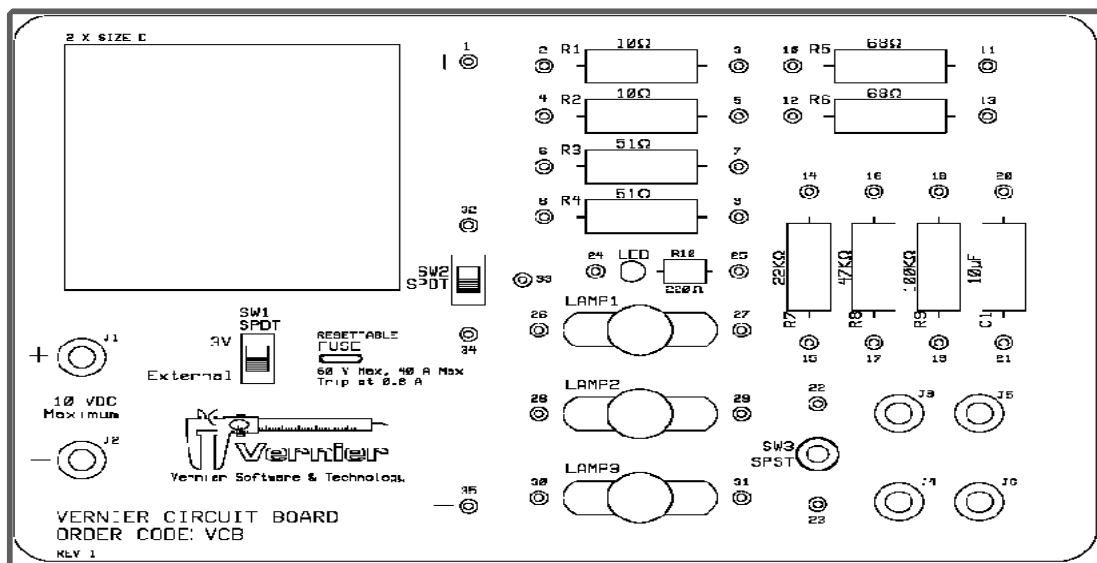 2 X SIZE D
1
2 R1 10Ω 3
10 R5 68Ω 11
4 R2 10Ω 5
12 R6 68Ω 13
6 R3 51Ω 7
8 R4 51Ω 9
14 16 18 20
22KΩ 47KΩ 100KΩ 10µF
R7 R8 R9 C1
15 17 19 21
32
SW2
SPDT
33
34
24 LED R10 25
220Ω
LAMP1
26 27
SW1
SPDT
3V
External
RESETTABLE
FUSE
60 V Max, 40 A Max
Trip at 0.8 A
+ J1
10 VDC
Maximum
- J2
LAMP2
28 29
22
SW3
SPST
23
J3 J5
J4 J6
Vernier
Vernier Software & Technology
LAMP3
30 31
35
VERNIER CIRCUIT BOARD
ORDER CODE: VCB
REV 1